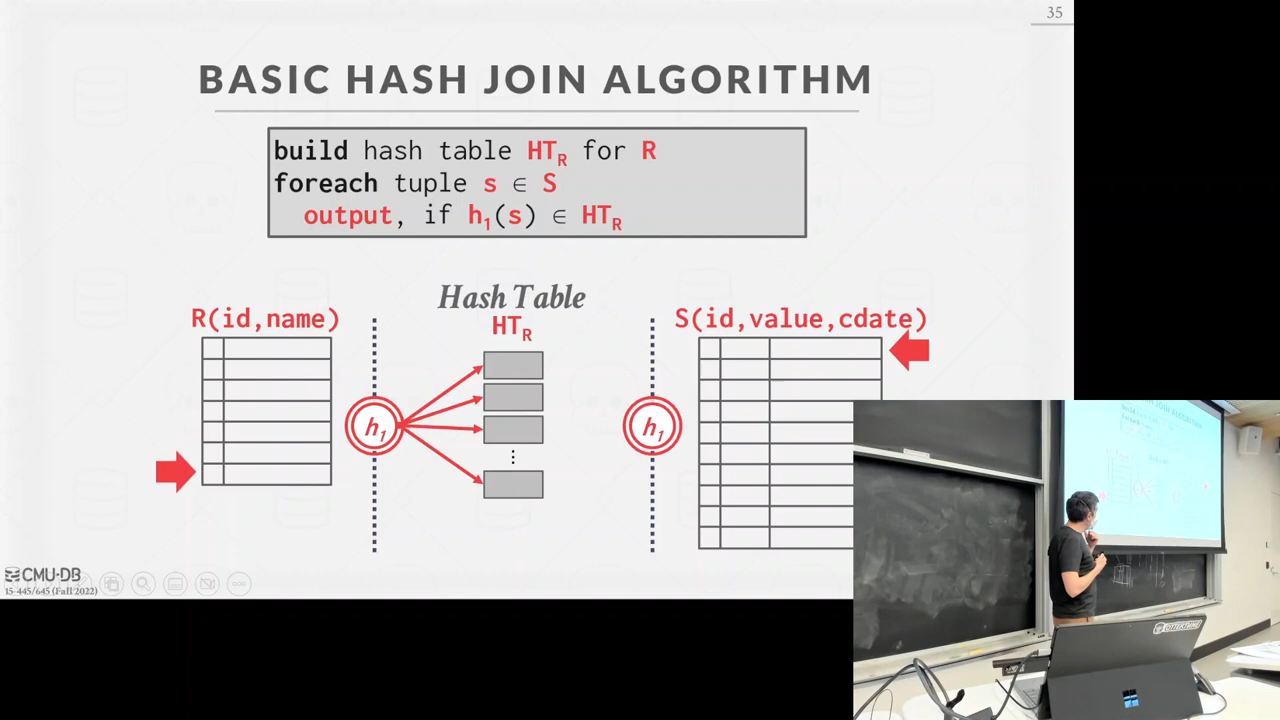 35
BASIC HASH JOIN ALGORITHM
build hash table HTR for R
foreach tuple s ∈ S
output, if h1(s) ∈ HTR
Hash Table
R(id,name)
HTR
S(id,value,cdate)
h1
h1
⋮
CMU·DB
15-445/645 (Fall 2022)